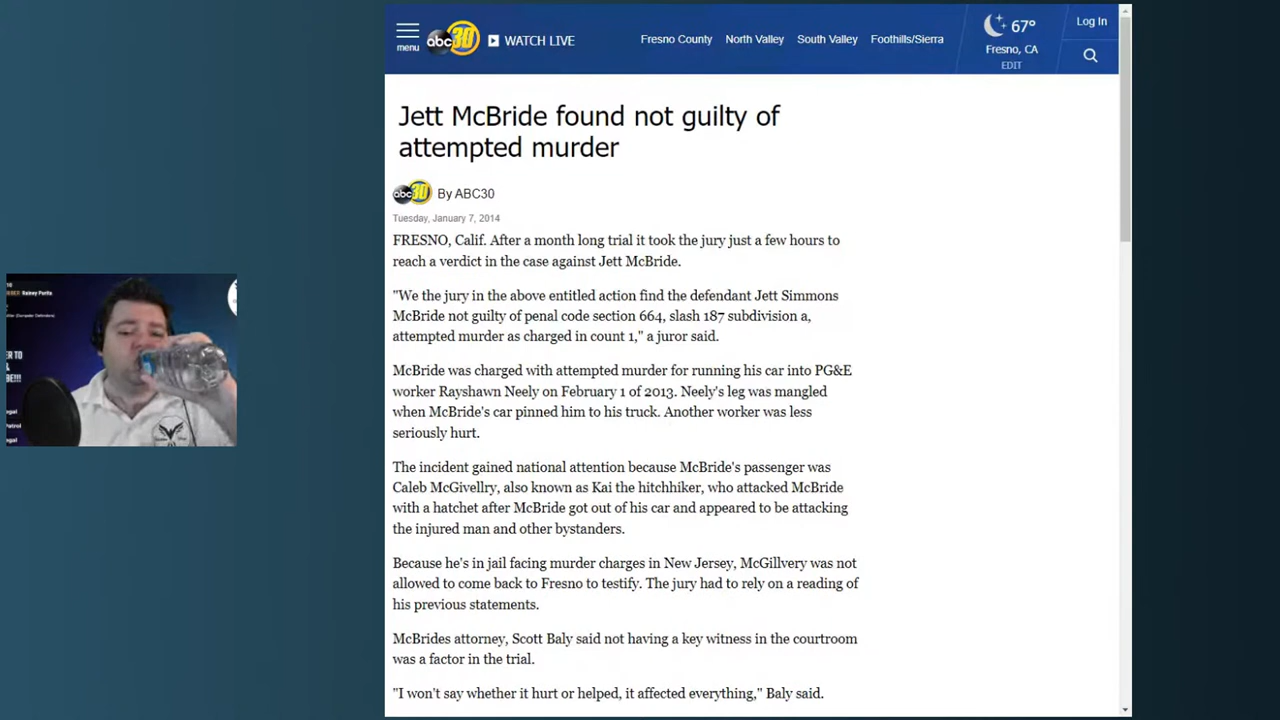 menu
abc30
WATCH LIVE
Fresno County
North Valley
South Valley
Foothills/Sierra
67°
Fresno, CA
EDIT
Log In
Jett McBride found not guilty of
attempted murder
abc30
By ABC30
Tuesday, January 7, 2014
FRESNO, Calif. After a month long trial it took the jury just a few hours to
reach a verdict in the case against Jett McBride.
"We the jury in the above entitled action find the defendant Jett Simmons
McBride not guilty of penal code section 664, slash 187 subdivision a,
attempted murder as charged in count 1," a juror said.
McBride was charged with attempted murder for running his car into PG&E
worker Rayshawn Neely on February 1 of 2013. Neely's leg was mangled
when McBride's car pinned him to his truck. Another worker was less
seriously hurt.
The incident gained national attention because McBride's passenger was
Caleb McGivellry, also known as Kai the hitchhiker, who attacked McBride
with a hatchet after McBride got out of his car and appeared to be attacking
the injured man and other bystanders.
Because he's in jail facing murder charges in New Jersey, McGillvery was not
allowed to come back to Fresno to testify. The jury had to rely on a reading of
his previous statements.
McBrides attorney, Scott Baly said not having a key witness in the courtroom
was a factor in the trial.
"I won't say whether it hurt or helped, it affected everything," Baly said.